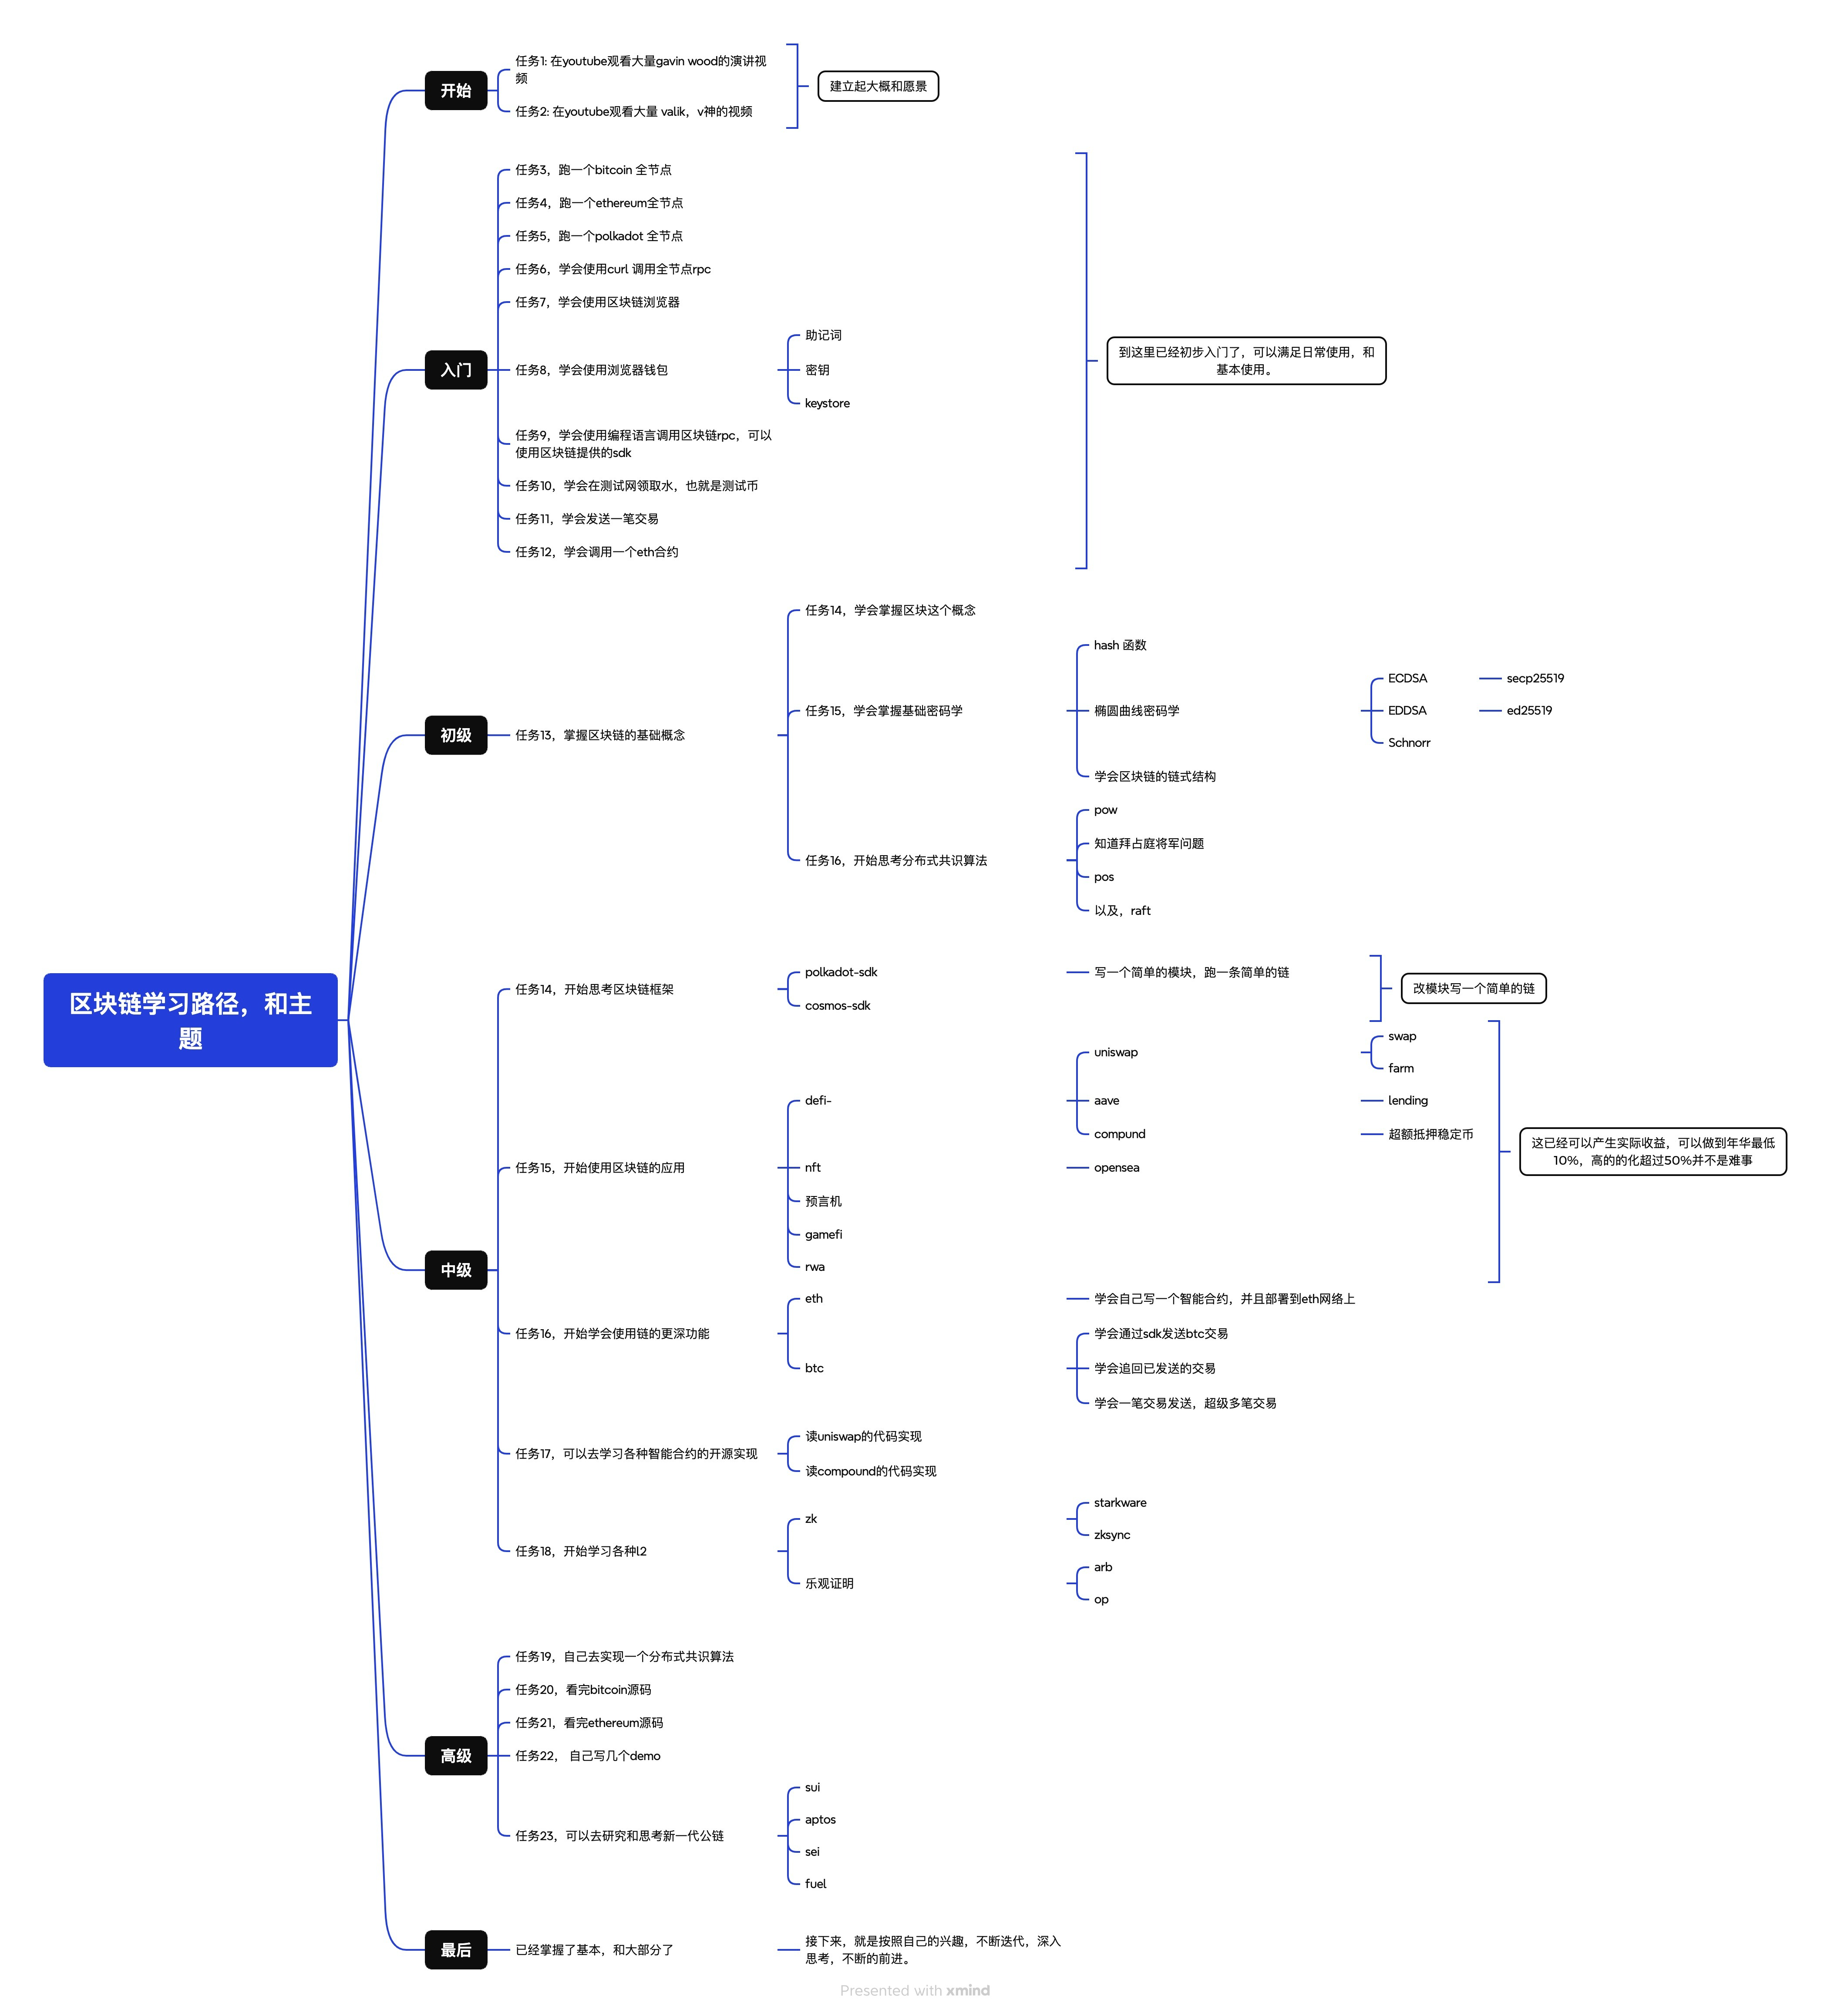 区块链学习路径，和主
题
开始
任务1: 在youtube观看大量gavin wood的演讲视
频
任务2: 在youtube观看大量 valik，v神的视频
建立起大概和愿景
入门
任务3，跑一个bitcoin 全节点
任务4，跑一个ethereum全节点
任务5，跑一个polkadot 全节点
任务6，学会使用curl 调用全节点rpc
任务7，学会使用区块链浏览器
任务8，学会使用浏览器钱包
助记词
密钥
keystore
任务9，学会使用编程语言调用区块链rpc，可以
使用区块链提供的sdk
任务10，学会在测试网领取水，也就是测试币
任务11，学会发送一笔交易
任务12，学会调用一个eth合约
到这里已经初步入门了，可以满足日常使用，和
基本使用。
初级
任务13，掌握区块链的基础概念
任务14，学会掌握区块这个概念
任务15，学会掌握基础密码学
hash 函数
椭圆曲线密码学
ECDSA
secp25519
EDDSA
ed25519
Schnorr
学会区块链的链式结构
任务16，开始思考分布式共识算法
pow
知道拜占庭将军问题
pos
以及，raft
中级
任务14，开始思考区块链框架
polkadot-sdk
写一个简单的模块，跑一条简单的链
cosmos-sdk
改模块写一个简单的链
任务15，开始使用区块链的应用
defi-
uniswap
swap
farm
aave
lending
compund
超额抵押稳定币
nft
opensea
预言机
gamefi
rwa
这已经可以产生实际收益，可以做到年华最低
10%，高的的化超过50%并不是难事
任务16，开始学会使用链的更深功能
eth
学会自己写一个智能合约，并且部署到eth网络上
btc
学会通过sdk发送btc交易
学会追回已发送的交易
学会一笔交易发送，超级多笔交易
任务17，可以去学习各种智能合约的开源实现
读uniswap的代码实现
读compound的代码实现
任务18，开始学习各种l2
zk
starkware
zksync
乐观证明
arb
op
高级
任务19，自己去实现一个分布式共识算法
任务20，看完bitcoin源码
任务21，看完ethereum源码
任务22， 自己写几个demo
任务23，可以去研究和思考新一代公链
sui
aptos
sei
fuel
最后
已经掌握了基本，和大部分了
接下来，就是按照自己的兴趣，不断迭代，深入
思考，不断的前进。
Presented with xmind